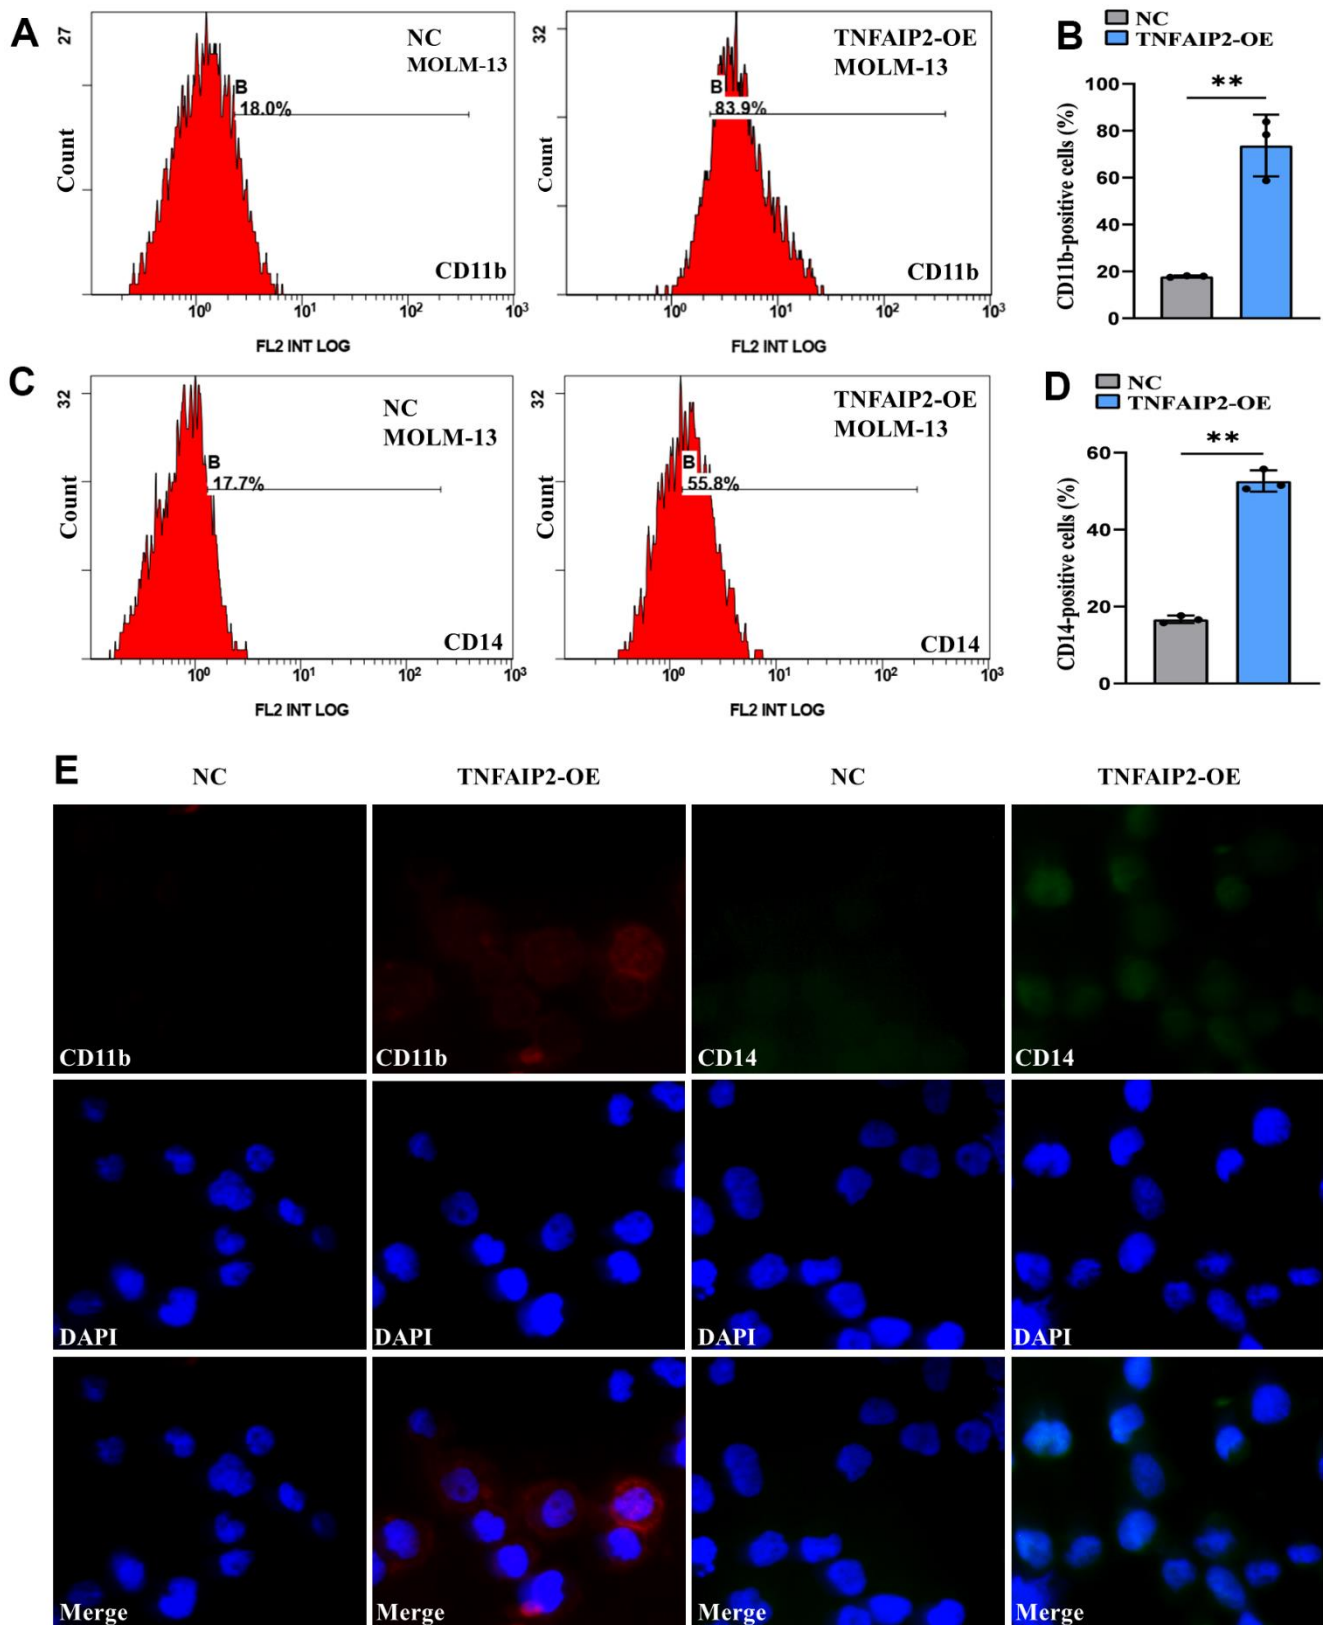 A
27
NC
MOLM-13
B
18.0%
Count
CD11b
10⁰
10¹
10²
10³
FL2 INT LOG
32
TNFAIP2-OE
MOLM-13
B
83.9%
Count
CD11b
10⁰
10¹
10²
10³
FL2 INT LOG
B
NC
TNFAIP2-OE
**
CD11b-positive cells (%)
100
80
60
40
20
0
C
32
NC
MOLM-13
B
17.7%
Count
CD14
10⁰
10¹
10²
10³
FL2 INT LOG
32
TNFAIP2-OE
MOLM-13
B
55.8%
Count
CD14
10⁰
10¹
10²
10³
FL2 INT LOG
D
NC
TNFAIP2-OE
**
CD14-positive cells (%)
60
40
20
0
E
NC TNFAIP2-OE NC TNFAIP2-OE
CD11b CD11b CD14 CD14
DAPI DAPI DAPI DAPI
Merge Merge Merge Merge